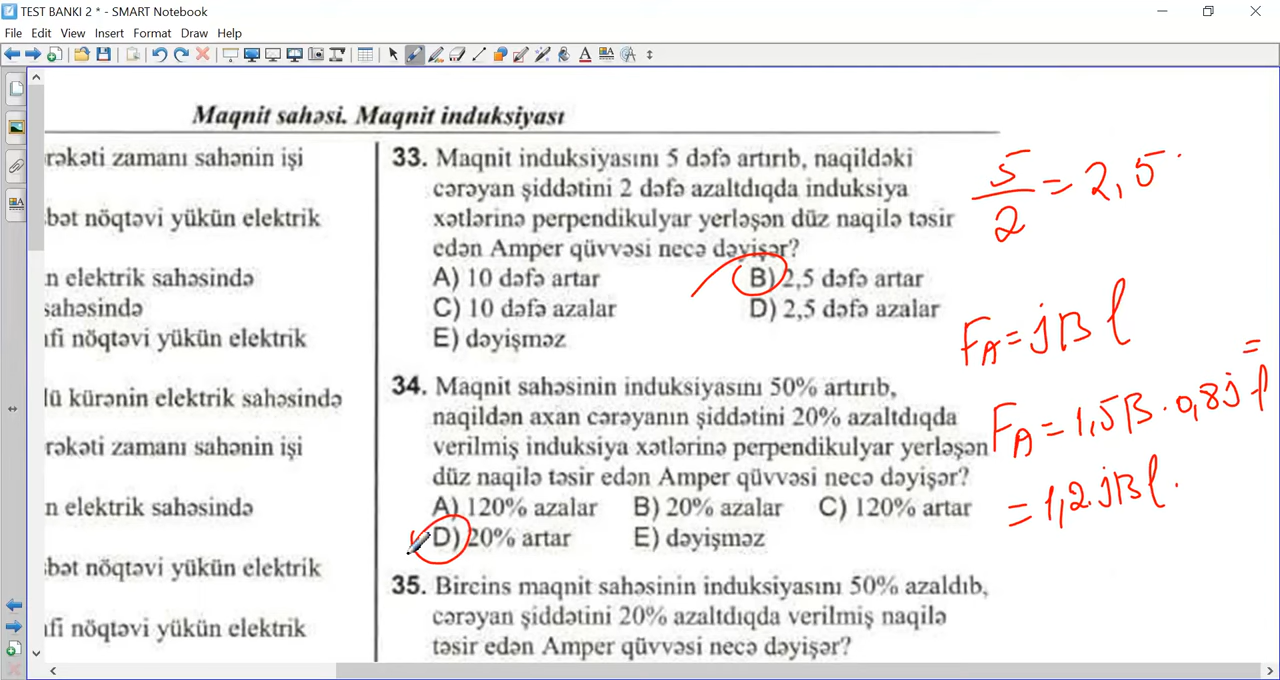 TEST BANKI 2 * - SMART Notebook
File Edit View Insert Format Draw Help
Maqnit sahəsi. Maqnit induksiyası
rəkəti zamanı sahənin işi
bət nöqtəvi yükün elektrik
n elektrik sahəsində
sahəsində
fi nöqtəvi yükün elektrik
lü kürənin elektrik sahəsində
rəkəti zamanı sahənin işi
n elektrik sahəsində
bət nöqtəvi yükün elektrik
fi nöqtəvi yükün elektrik
33. Maqnit induksiyasını 5 dəfə artırıb, naqildəki
cərəyan şiddətini 2 dəfə azaltdıqda induksiya
xətlərinə perpendikulyar yerləşən düz naqilə təsir
edən Amper qüvvəsi necə dəyişər?
A) 10 dəfə artar B) 2,5 dəfə artar
C) 10 dəfə azalar D) 2,5 dəfə azalar
E) dəyişməz
34. Maqnit sahəsinin induksiyasını 50% artırıb,
naqildən axan cərəyanın şiddətini 20% azaltdıqda
verilmiş induksiya xətlərinə perpendikulyar yerləşən
düz naqilə təsir edən Amper qüvvəsi necə dəyişər?
A) 120% azalar B) 20% azalar C) 120% artar
D) 20% artar E) dəyişməz
35. Bircins maqnit sahəsinin induksiyasını 50% azaldıb,
cərəyan şiddətini 20% azaltdıqda verilmiş naqilə
təsir edən Amper qüvvəsi necə dəyişər?
5/2 = 2,5
F_A = jBl
F_A = 1,5B · 0,8j · l =
= 1,2 · jBl.